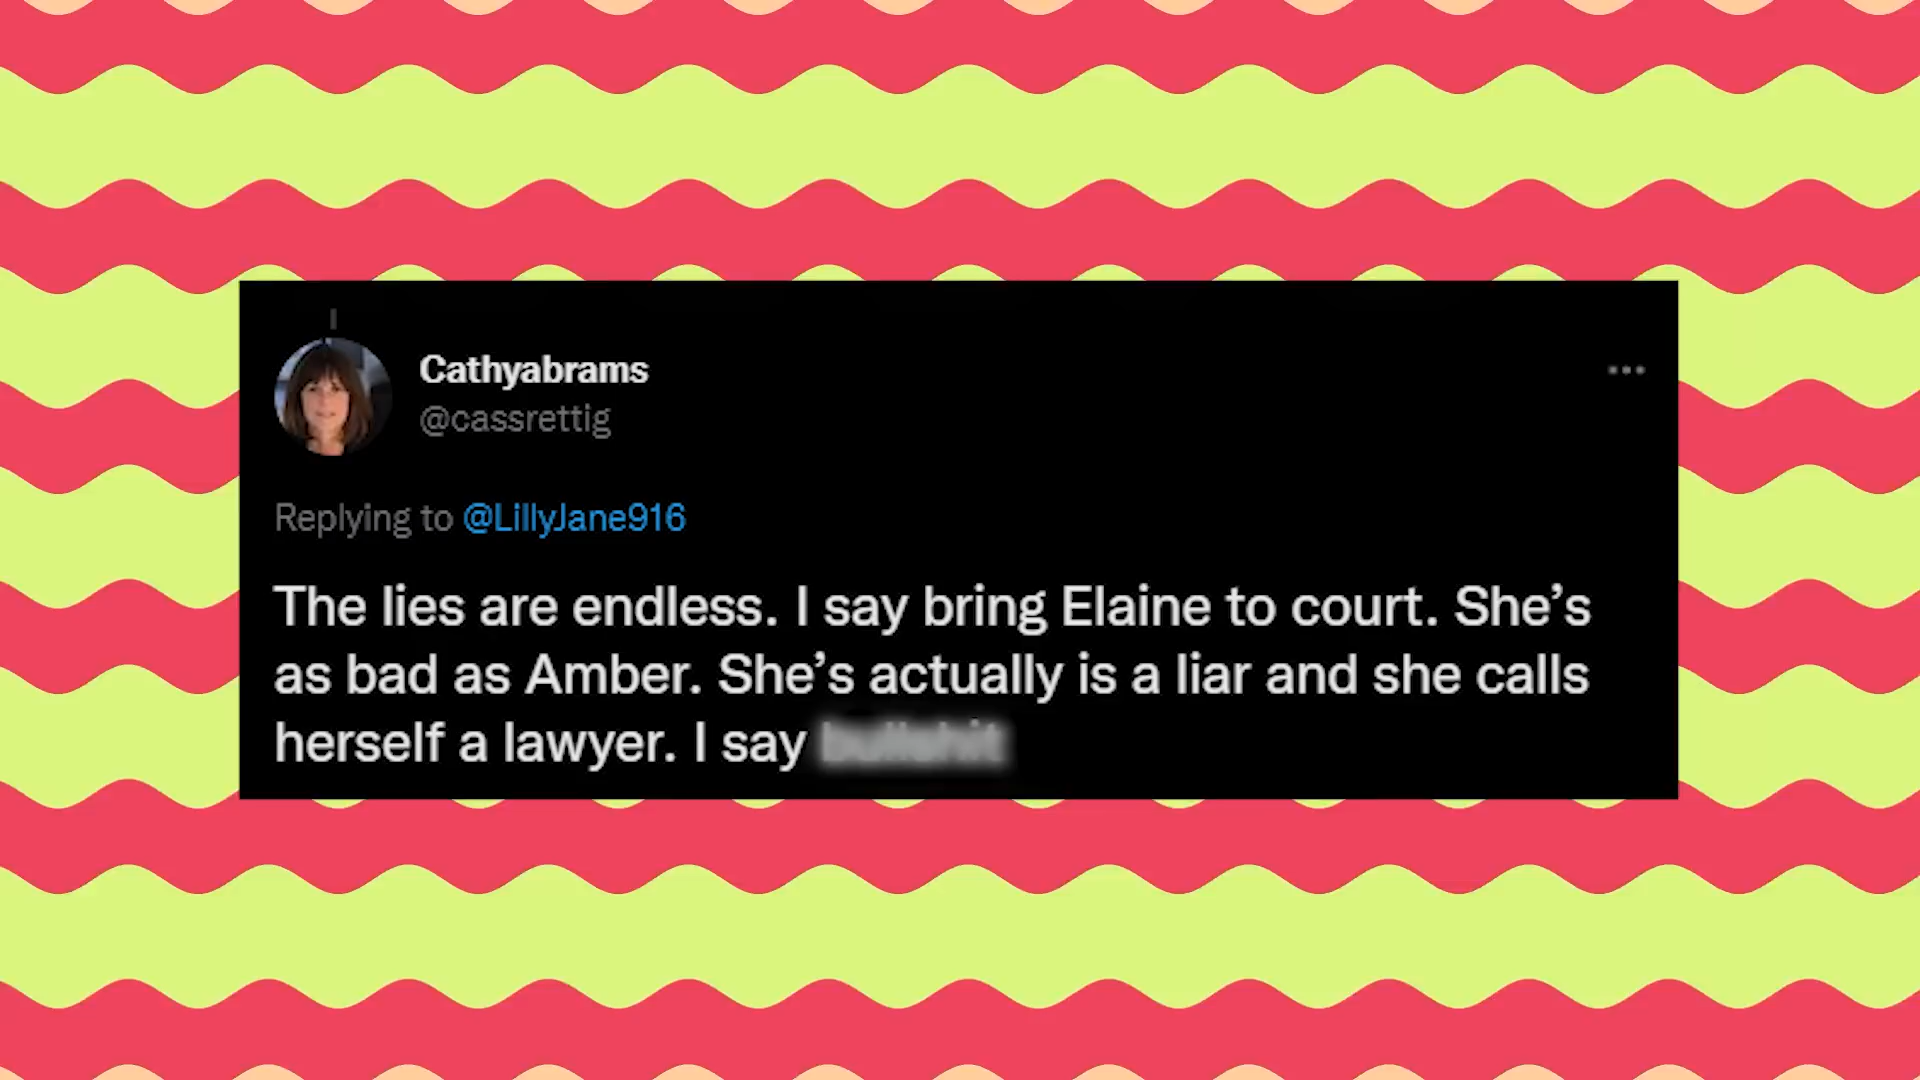 Cathyabrams
@cassrettig
Replying to @LillyJane916
The lies are endless. I say bring Elaine to court. She’s
as bad as Amber. She’s actually is a liar and she calls
herself a lawyer. I say